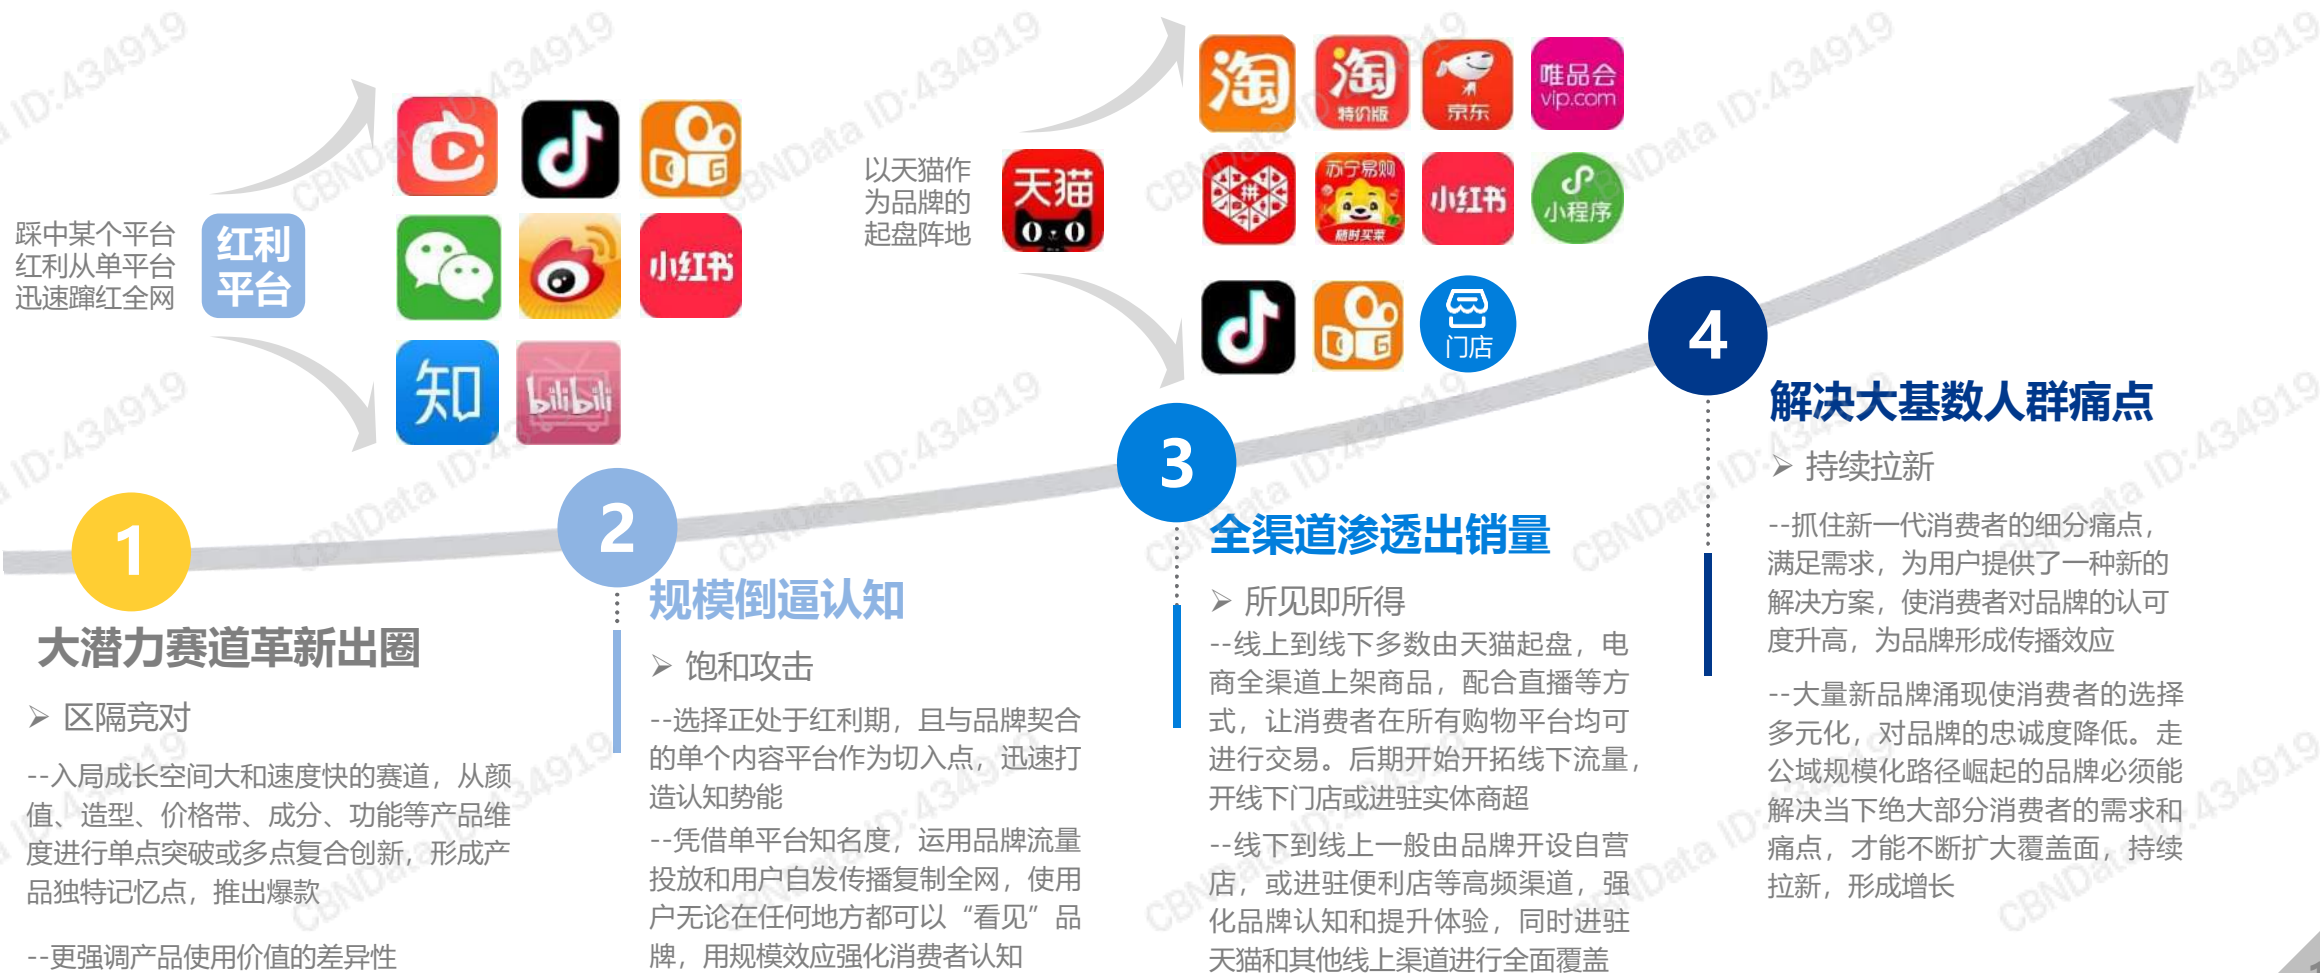 踩中某个平台
红利从单平台
迅速蹿红全网
红利
平台
小红书
知
bilibili
以天猫作
为品牌的
起盘阵地
天猫
淘
淘
特价版
京东
唯品会
vip.com
拼
苏宁易购
随时买菜
小红书
小程序
门店
1
大潜力赛道革新出圈
➢ 区隔竞对
--入局成长空间大和速度快的赛道，从颜
值、造型、价格带、成分、功能等产品维
度进行单点突破或多点复合创新，形成产
品独特记忆点，推出爆款
--更强调产品使用价值的差异性
2
规模倒逼认知
➢ 饱和攻击
--选择正处于红利期，且与品牌契合
的单个内容平台作为切入点，迅速打
造认知势能
--凭借单平台知名度，运用品牌流量
投放和用户自发传播复制全网，使用
户无论在任何地方都可以“看见”品
牌，用规模效应强化消费者认知
3
全渠道渗透出销量
➢ 所见即所得
--线上到线下多数由天猫起盘，电
商全渠道上架商品，配合直播等方
式，让消费者在所有购物平台均可
进行交易。后期开始开拓线下流量，
开线下门店或进驻实体商超
--线下到线上一般由品牌开设自营
店，或进驻便利店等高频渠道，强
化品牌认知和提升体验，同时进驻
天猫和其他线上渠道进行全面覆盖
4
解决大基数人群痛点
➢ 持续拉新
--抓住新一代消费者的细分痛点，
满足需求，为用户提供了一种新的
解决方案，使消费者对品牌的认可
度升高，为品牌形成传播效应
--大量新品牌涌现使消费者的选择
多元化，对品牌的忠诚度降低。走
公域规模化路径崛起的品牌必须能
解决当下绝大部分消费者的需求和
痛点，才能不断扩大覆盖面，持续
拉新，形成增长
CBNData ID:434919